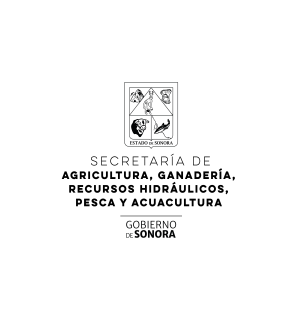 ESTADO DE SONORA
SECRETARÍA DE
AGRICULTURA, GANADERÍA,
RECURSOS HIDRÁULICOS,
PESCA Y ACUACULTURA
GOBIERNO
DE SONORA